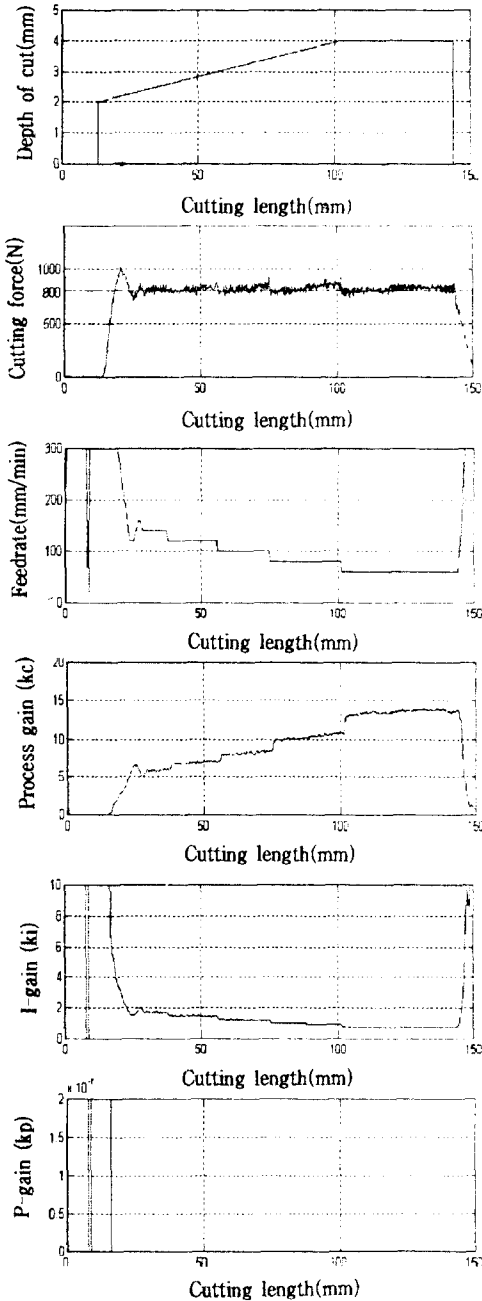 Depth of cut(mm)
5
4
3
2
1
0
0 50 100 150
Cutting length(mm)
Cutting force(N)
1000
800
500
0
0 50 100 150
Cutting length(mm)
Feedrate(mm/min)
300
200
100
0
0 50 100 150
Cutting length(mm)
Process gain (kc)
20
15
10
5
0
0 50 100 150
Cutting length(mm)
I-gain (ki)
10
8
6
4
2
0
0 50 100 150
Cutting length(mm)
P-gain (kp)
2
1.5
1
0.5
0
0 50 100 150
Cutting length(mm)